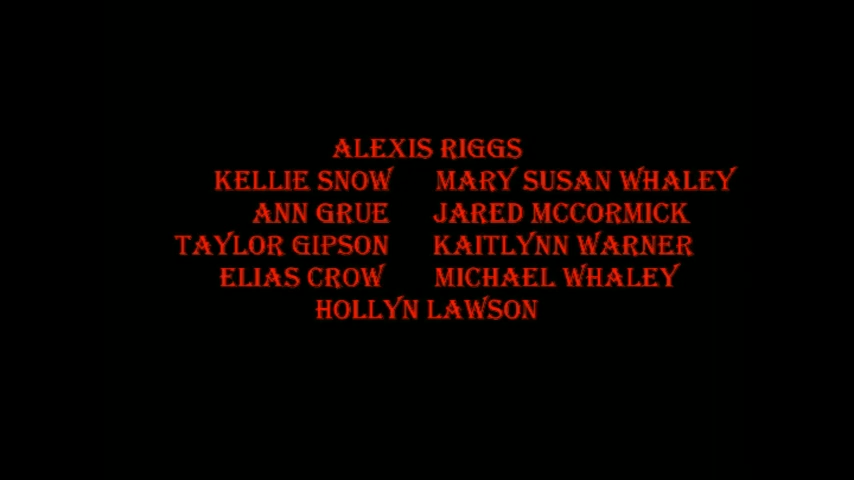 ALEXIS RIGGS
KELLIE SNOW MARY SUSAN WHALEY
ANN GRUE JARED MCCORMICK
TAYLOR GIPSON KAITLYNN WARNER
ELIAS CROW MICHAEL WHALEY
HOLLYN LAWSON